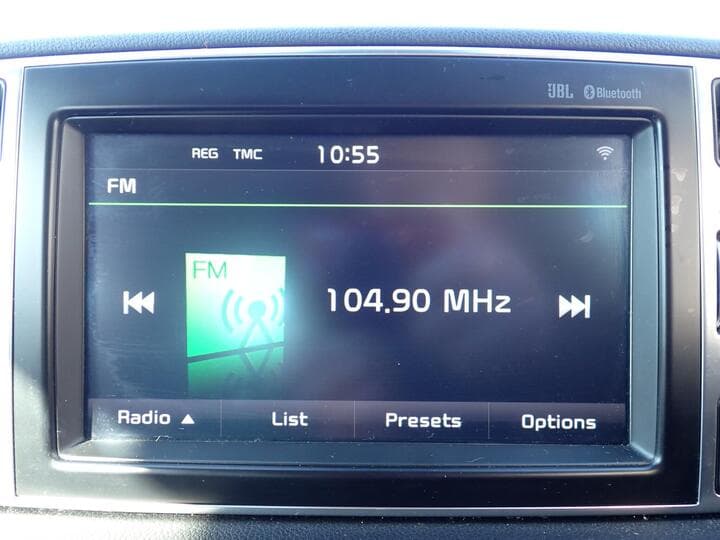 JBL Bluetooth
REG TMC 10:55
FM
FM
104.90 MHz
Radio ▲ List Presets Options